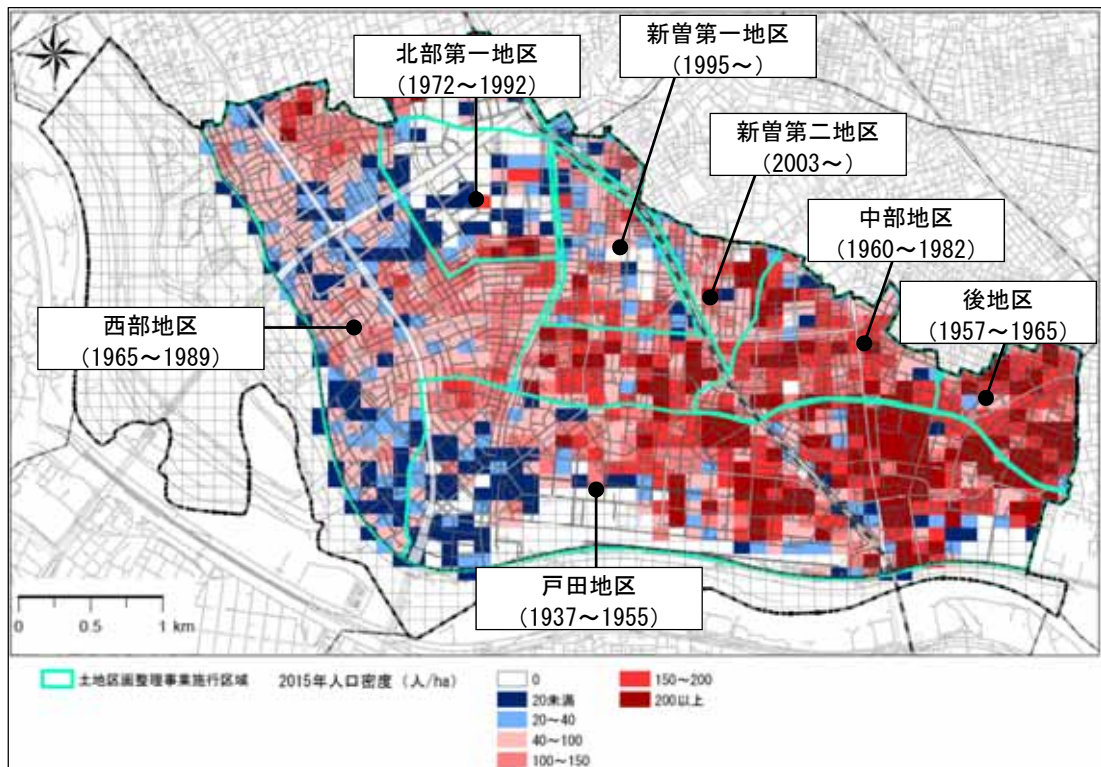 北部第一地区
(1972～1992)
新曽第一地区
(1995～)
新曽第二地区
(2003～)
中部地区
(1960～1982)
後地区
(1957～1965)
西部地区
(1965～1989)
戸田地区
(1937～1955)
0 0.5 1 km
土地区画整理事業施行区域
2015年人口密度（人/ha）
0
20未満
20～40
40～100
100～150
150～200
200以上